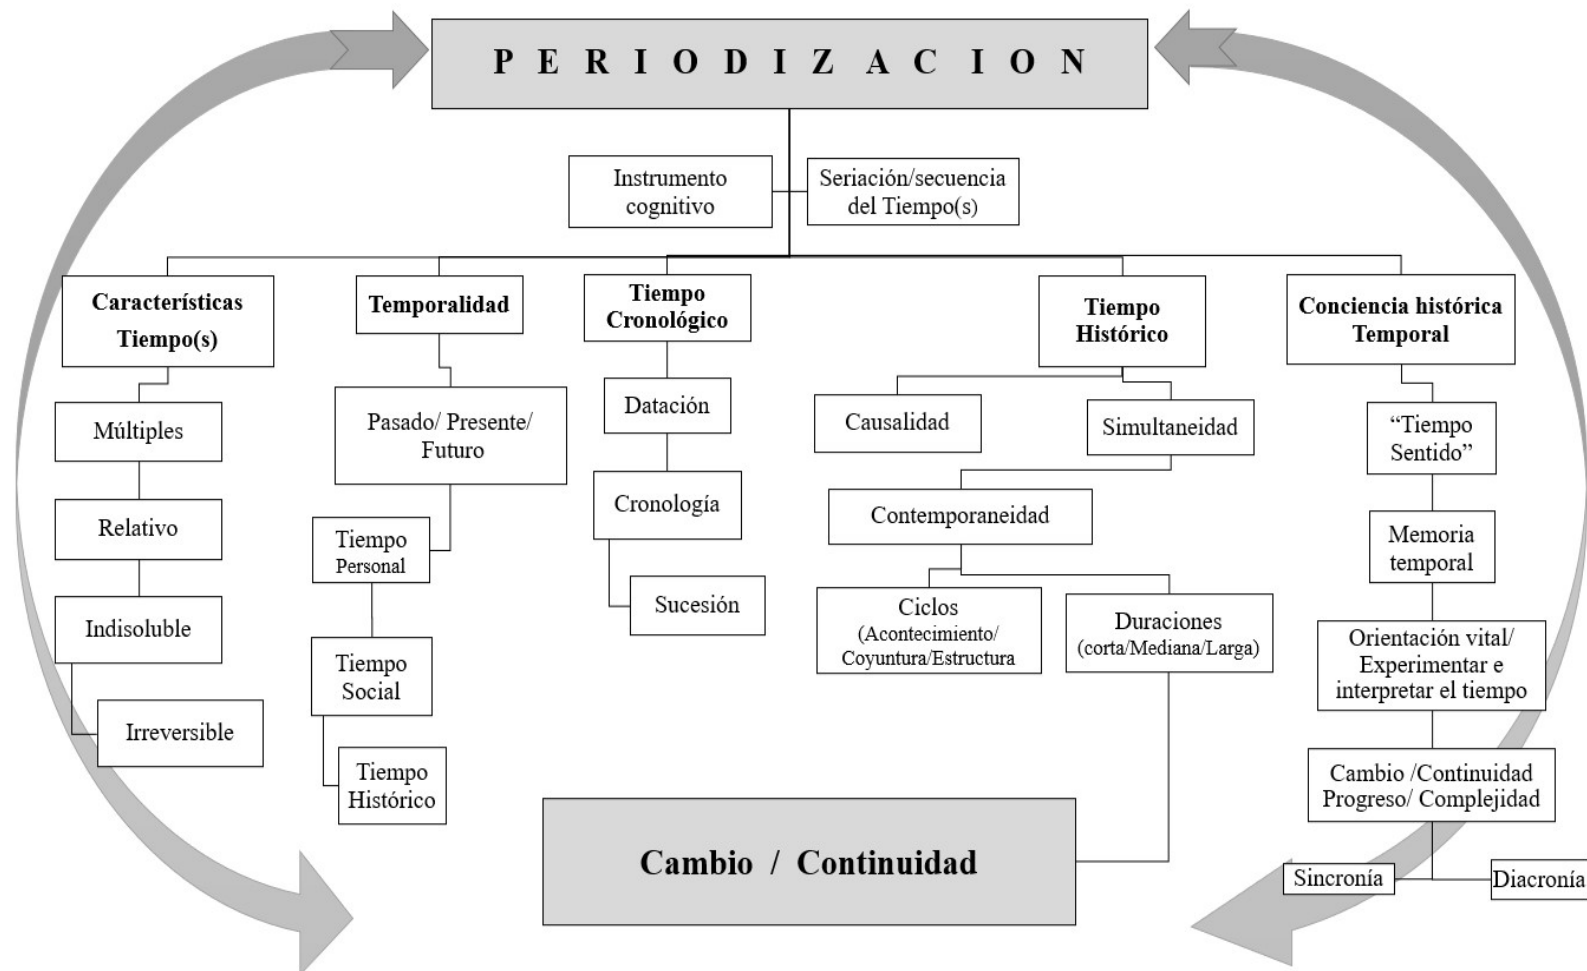 P E R I O D I Z A C I O N
Instrumento
cognitivo
Seriación/secuencia
del Tiempo(s)
Características
Tiempo(s)
Múltiples
Relativo
Indisoluble
Irreversible
Temporalidad
Pasado/ Presente/
Futuro
Tiempo
Personal
Tiempo
Social
Tiempo
Histórico
Tiempo
Cronológico
Datación
Cronología
Sucesión
Tiempo
Histórico
Causalidad
Simultaneidad
Contemporaneidad
Ciclos
(Acontecimiento/
Coyuntura/Estructura
Duraciones
(corta/Mediana/Larga)
Conciencia histórica
Temporal
“Tiempo
Sentido”
Memoria
temporal
Orientación vital/
Experimentar e
interpretar el tiempo
Cambio /Continuidad
Progreso/ Complejidad
Sincronía
Diacronía
Cambio / Continuidad